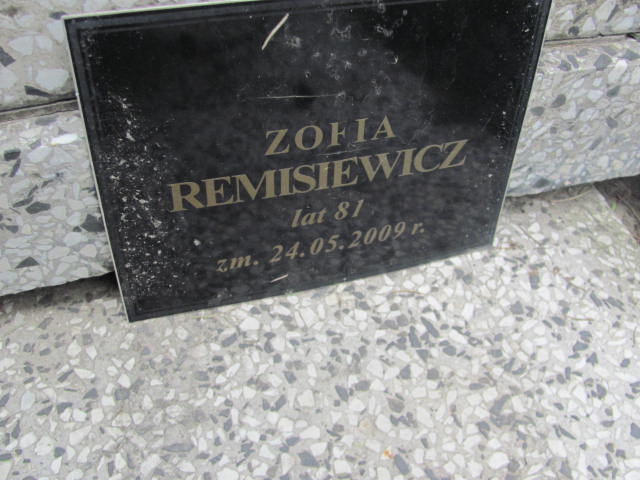 ZOFIA
REMISIEWICZ
lat 81
zm. 24.05.2009 r.